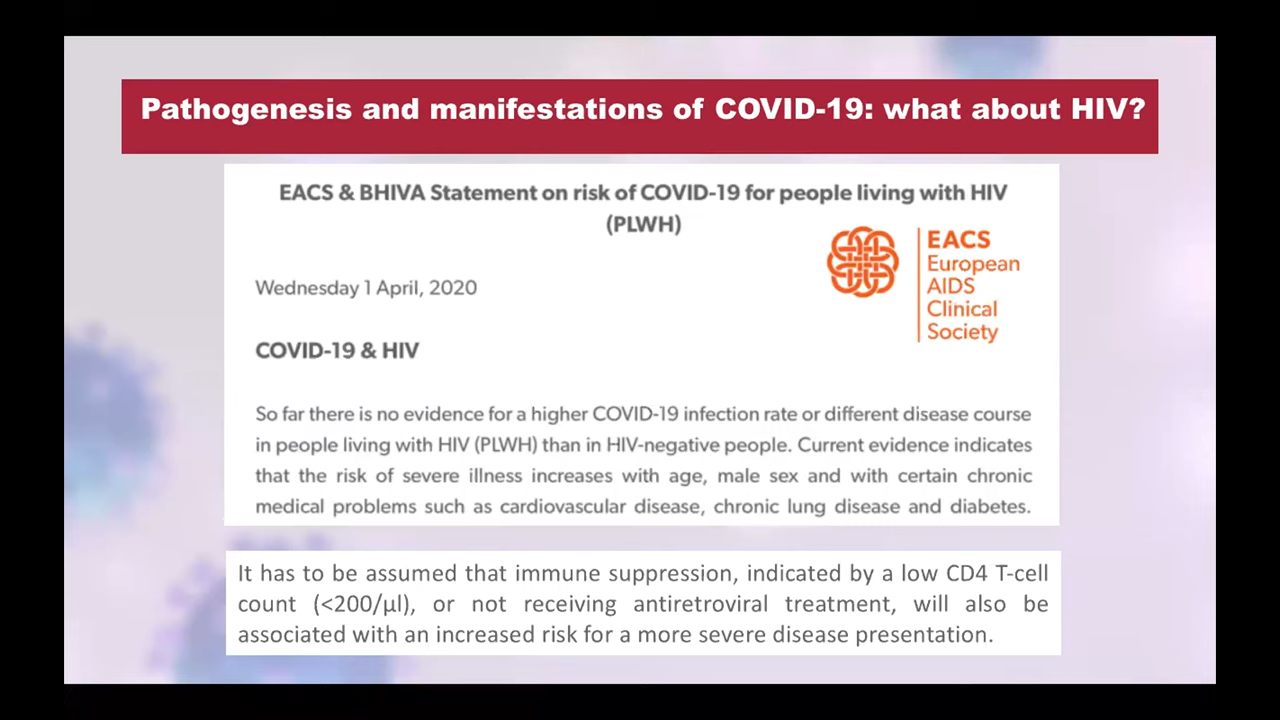 Pathogenesis and manifestations of COVID-19: what about HIV?
EACS & BHIVA Statement on risk of COVID-19 for people living with HIV
(PLWH)
EACS
European
AIDS
Clinical
Society
Wednesday 1 April, 2020
COVID-19 & HIV
So far there is no evidence for a higher COVID-19 infection rate or different disease course
in people living with HIV (PLWH) than in HIV-negative people. Current evidence indicates
that the risk of severe illness increases with age, male sex and with certain chronic
medical problems such as cardiovascular disease, chronic lung disease and diabetes.
It has to be assumed that immune suppression, indicated by a low CD4 T-cell
count (<200/µl), or not receiving antiretroviral treatment, will also be
associated with an increased risk for a more severe disease presentation.